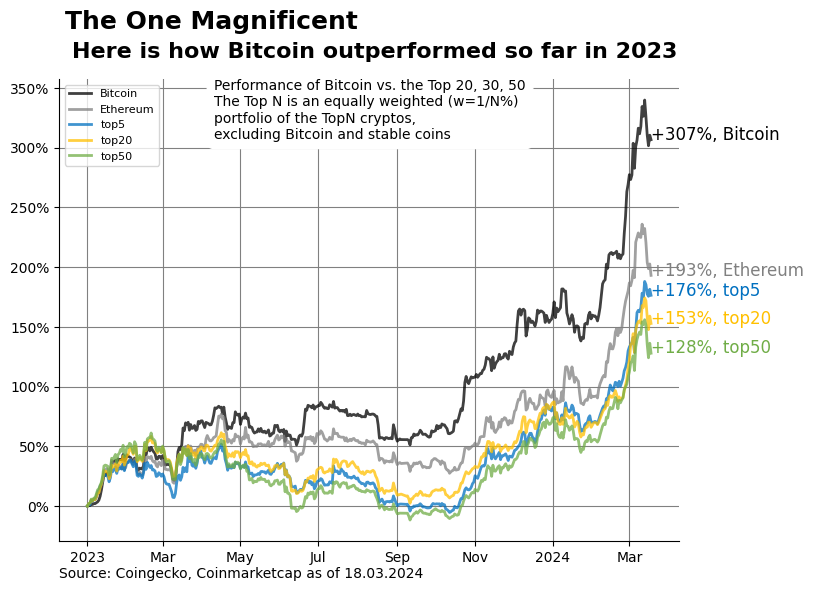 The One Magnificent
Here is how Bitcoin outperformed so far in 2023
350%
300%
250%
200%
150%
100%
50%
0%
Bitcoin
Ethereum
top5
top20
top50
Performance of Bitcoin vs. the Top 20, 30, 50
The Top N is an equally weighted (w=1/N%)
portfolio of the TopN cryptos,
excluding Bitcoin and stable coins
+307%, Bitcoin
+193%, Ethereum
+176%, top5
+153%, top20
+128%, top50
2023 Mar May Jul Sep Nov 2024 Mar
Source: Coingecko, Coinmarketcap as of 18.03.2024